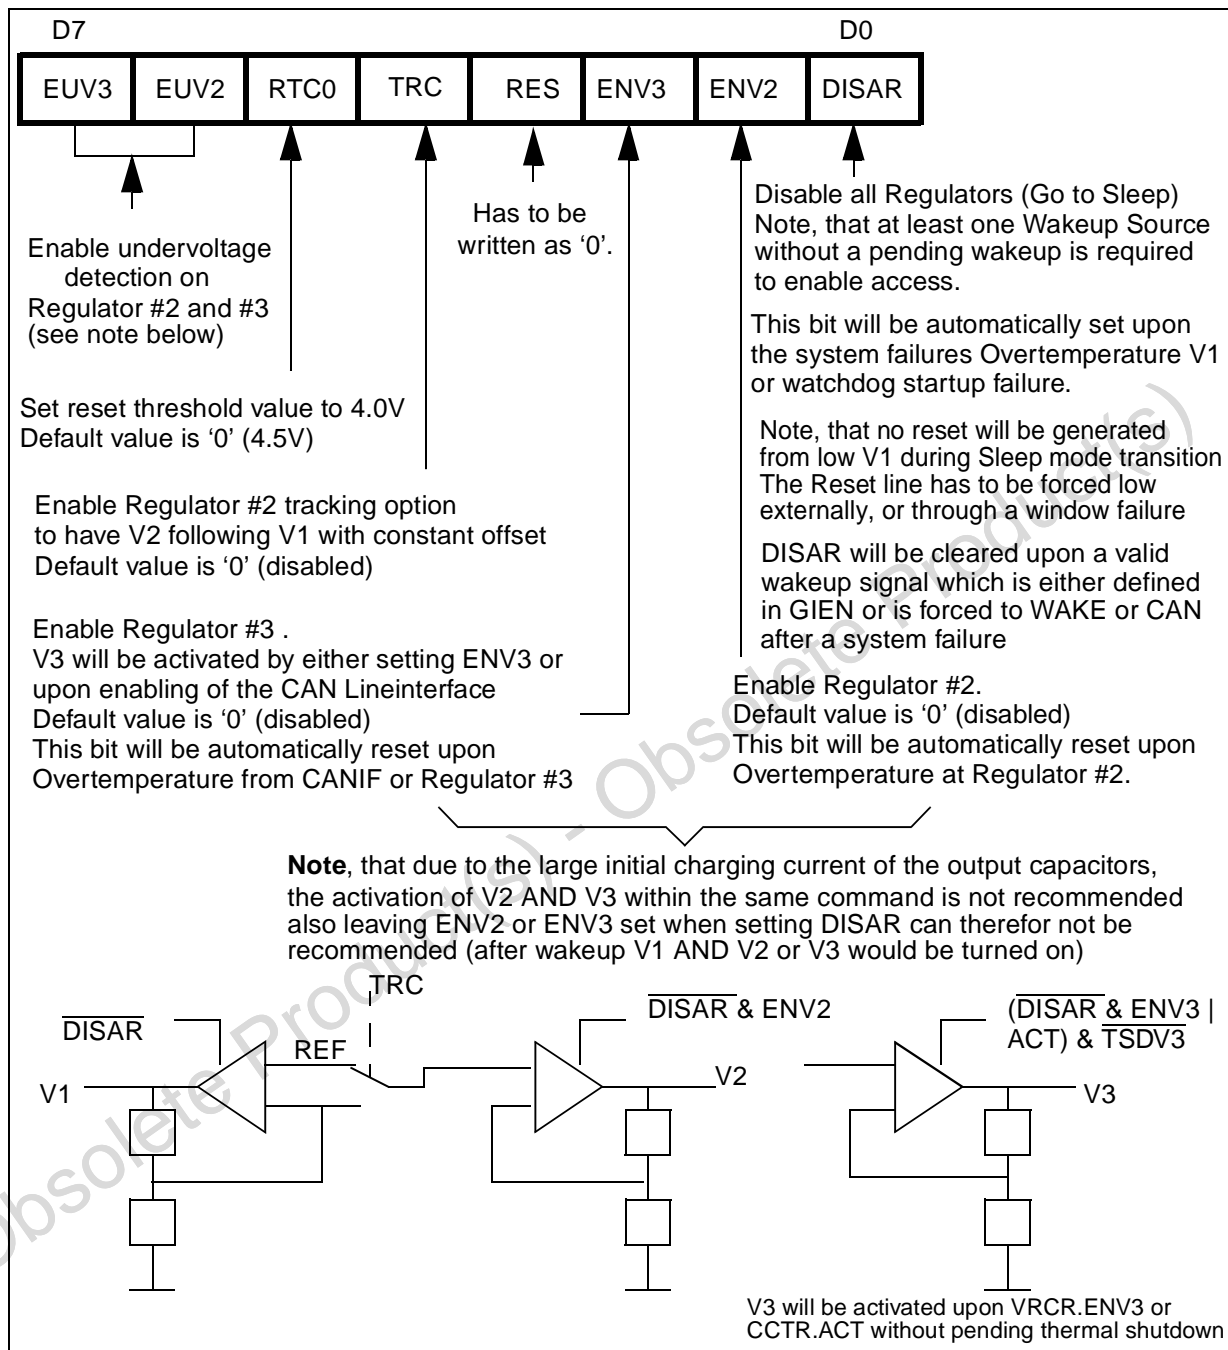 D7
D0
EUV3
EUV2
RTC0
TRC
RES
ENV3
ENV2
DISAR
Enable undervoltage
detection on
Regulator #2 and #3
(see note below)
Has to be
written as ‘0’.
Disable all Regulators (Go to Sleep)
Note, that at least one Wakeup Source
without a pending wakeup is required
to enable access.
This bit will be automatically set upon
the system failures Overtemperature V1
or watchdog startup failure.
Note, that no reset will be generated
from low V1 during Sleep mode transition
The Reset line has to be forced low
externally, or through a window failure
DISAR will be cleared upon a valid
wakeup signal which is either defined
in GIEN or is forced to WAKE or CAN
after a system failure
Set reset threshold value to 4.0V
Default value is ‘0’ (4.5V)
Enable Regulator #2 tracking option
to have V2 following V1 with constant offset
Default value is ‘0’ (disabled)
Enable Regulator #3 .
V3 will be activated by either setting ENV3 or
upon enabling of the CAN Lineinterface
Default value is ‘0’ (disabled)
This bit will be automatically reset upon
Overtemperature from CANIF or Regulator #3
Enable Regulator #2.
Default value is ‘0’ (disabled)
This bit will be automatically reset upon
Overtemperature at Regulator #2.
Note, that due to the large initial charging current of the output capacitors,
the activation of V2 AND V3 within the same command is not recommended
also leaving ENV2 or ENV3 set when setting DISAR can therefor not be
recommended (after wakeup V1 AND V2 or V3 would be turned on)
TRC
DISAR
REF
V1
DISAR & ENV2
V2
(DISAR & ENV3 |
ACT) & TSDV3
V3
V3 will be activated upon VRCR.ENV3 or
CCTR.ACT without pending thermal shutdown
Obsolete Product(s) - Obsolete Product(s)